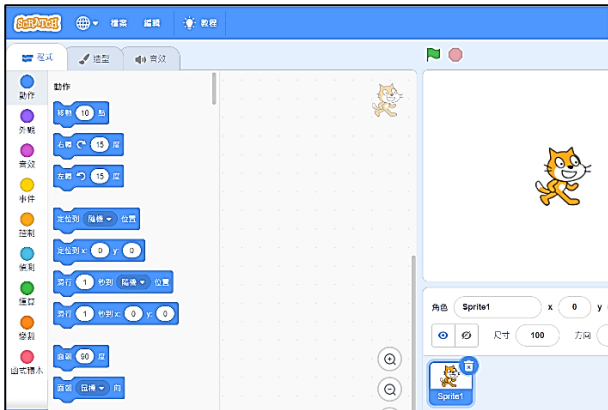 SCRATCH 檔案 編輯 教程
程式 造型 音效
動作
動作
外觀
音效
事件
控制
偵測
運算
變數
函式積木
移動 10 點
右轉 15 度
左轉 15 度
定位到 隨機 位置
定位到 x: 0 y: 0
滑行 1 秒到 隨機 位置
滑行 1 秒到 x: 0 y: 0
面朝 90 度
面朝 鼠標 向
角色 Sprite1 x 0 y
尺寸 100 方向
Sprite1